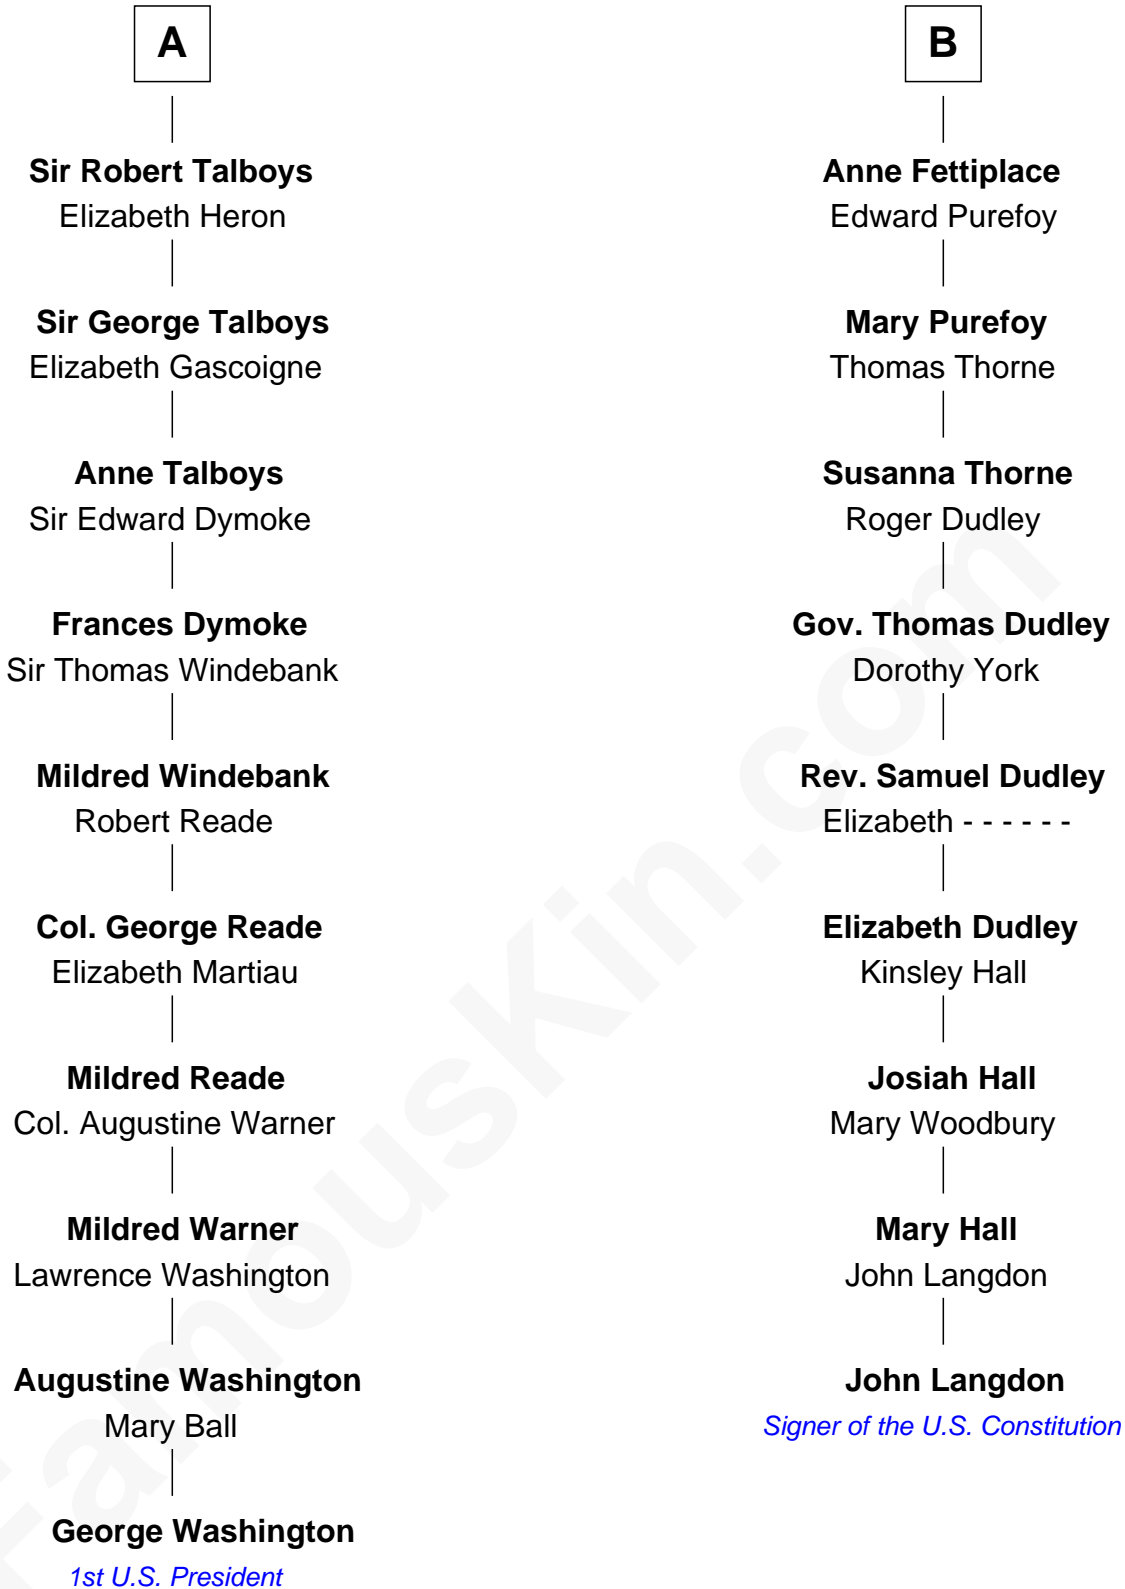 A
Sir Robert Talboys
Elizabeth Heron
Sir George Talboys
Elizabeth Gascoigne
Anne Talboys
Sir Edward Dymoke
Frances Dymoke
Sir Thomas Windebank
Mildred Windebank
Robert Reade
Col. George Reade
Elizabeth Martiau
Mildred Reade
Col. Augustine Warner
Mildred Warner
Lawrence Washington
Augustine Washington
Mary Ball
George Washington
1st U.S. President
B
Anne Fettiplace
Edward Purefoy
Mary Purefoy
Thomas Thorne
Susanna Thorne
Roger Dudley
Gov. Thomas Dudley
Dorothy York
Rev. Samuel Dudley
Elizabeth - - - - - -
Elizabeth Dudley
Kinsley Hall
Josiah Hall
Mary Woodbury
Mary Hall
John Langdon
John Langdon
Signer of the U.S. Constitution
FamousKin.com